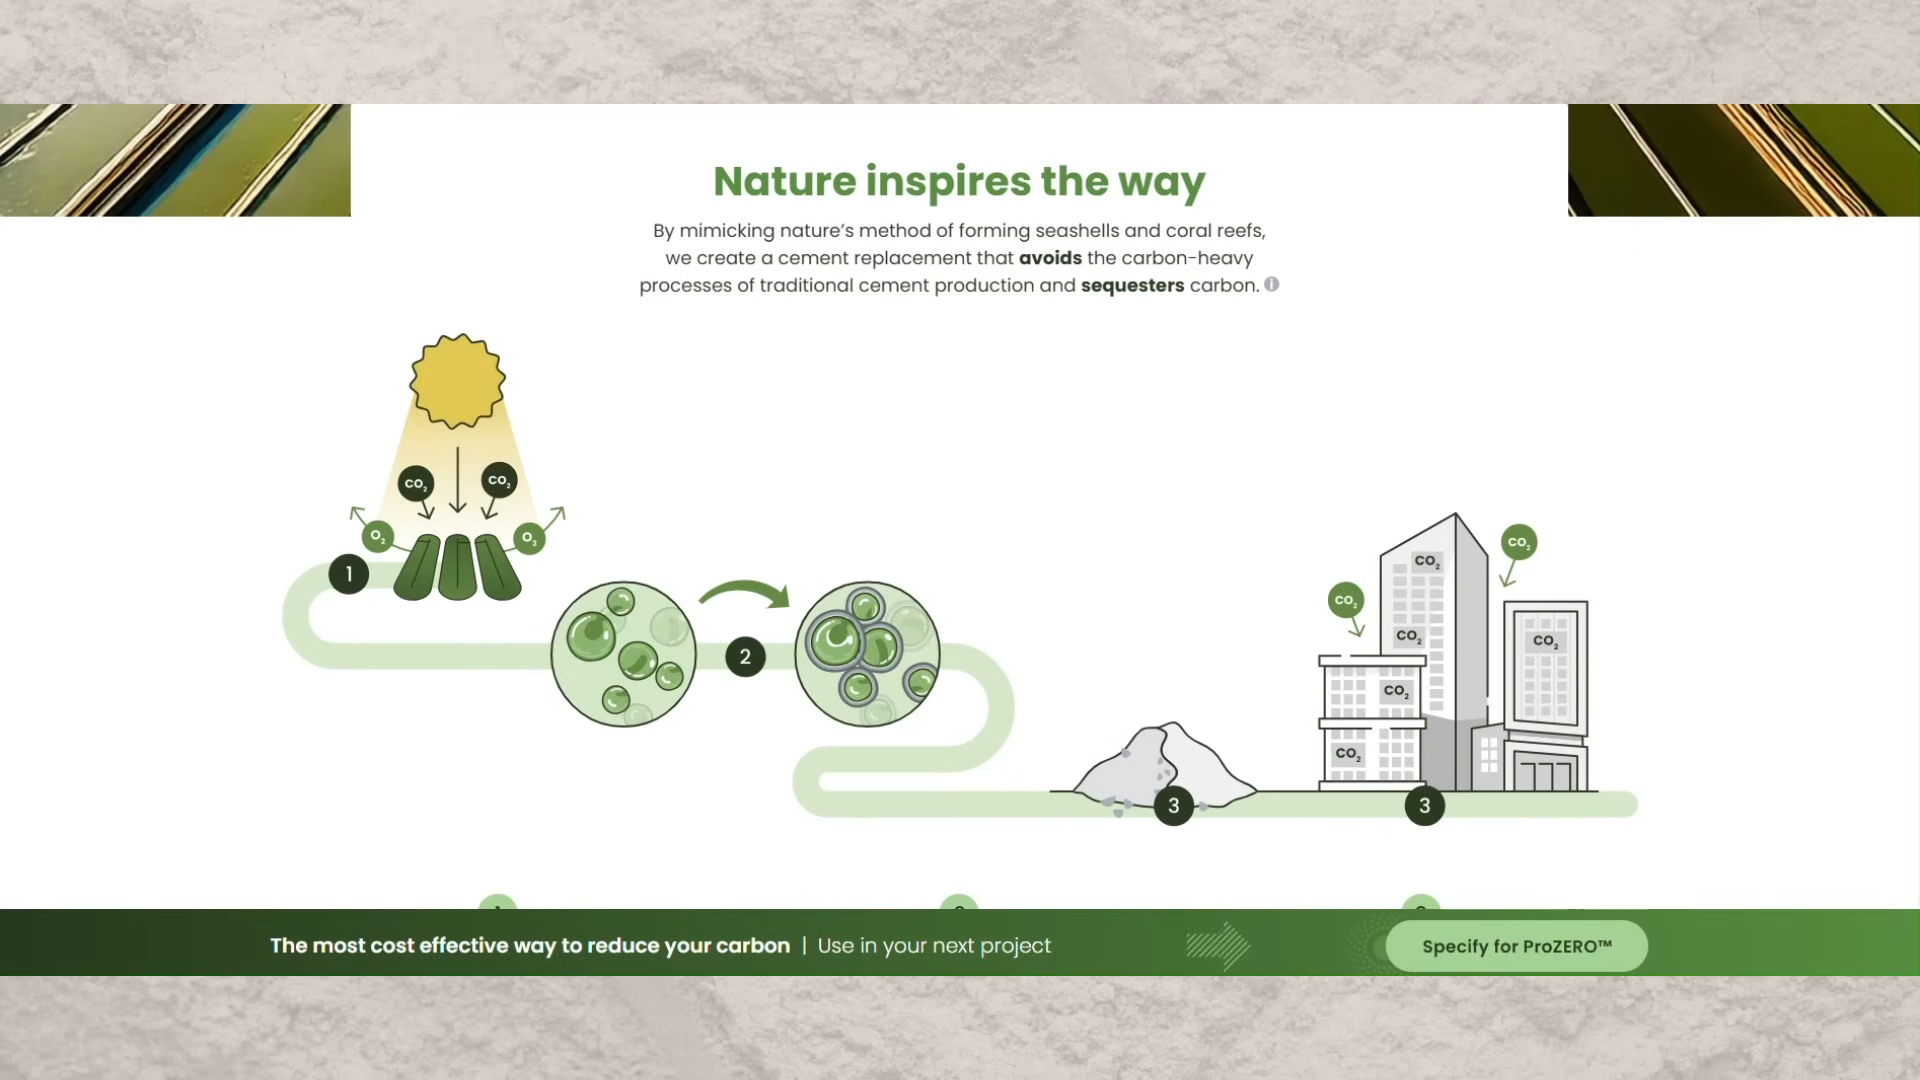 Nature inspires the way
By mimicking nature's method of forming seashells and coral reefs,
we create a cement replacement that avoids the carbon-heavy
processes of traditional cement production and sequesters carbon.
CO₂
CO₂
O₂
O₂
1
2
CO₂
CO₂
CO₂
CO₂
CO₂
CO₂
CO₂
3
3
The most cost effective way to reduce your carbon | Use in your next project
Specify for ProZERO™